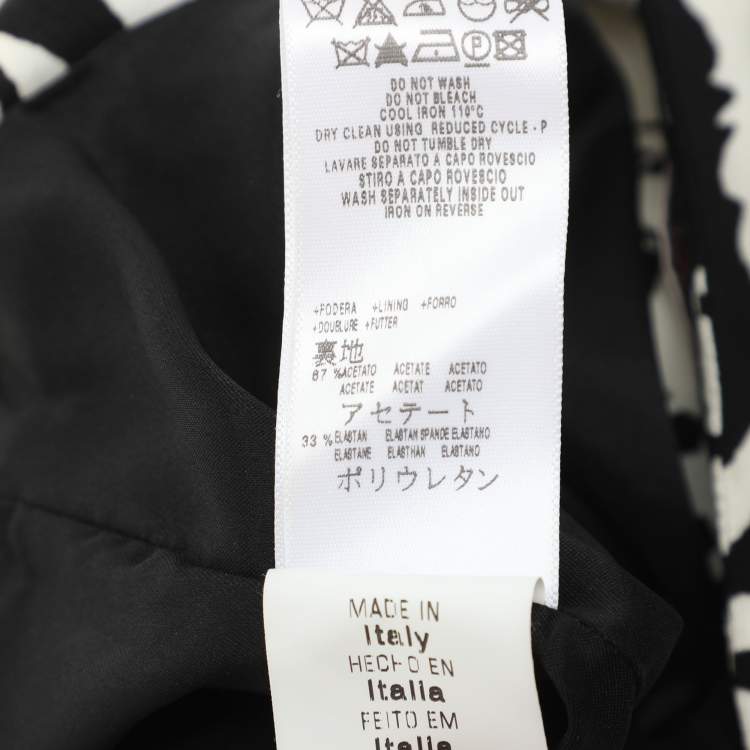 DO NOT WASH
DO NOT BLEACH
COOL IRON 110°C
DRY CLEAN USING REDUCED CYCLE - P
DO NOT TUMBLE DRY
LAVARE SEPARATO A CAPO ROVESCIO
STIRO A CAPO ROVESCIO
WASH SEPARATELY INSIDE OUT
IRON ON REVERSE
+FODERA +LINING +FORRO
+DOUBLURE +FUTTER
裏地
67 %ACETATO ACETATE ACETATO
ACETATE ACETAT ACETATO
アセテート
33 % ELASTAN ELASTAM SPANDE ELASTANO
ELASTANE ELASTHAN ELASTANO
ポリウレタン
MADE IN
Italy
HECHO EN
Italia
FEITO EM
Italia